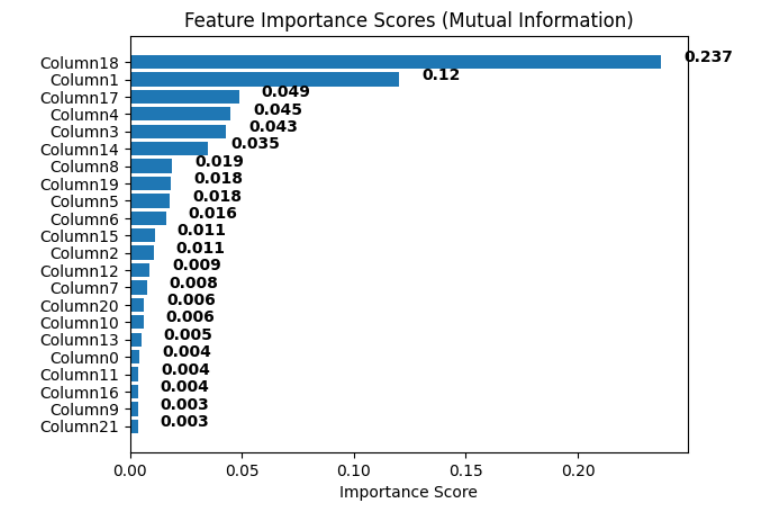 Feature Importance Scores (Mutual Information)
Column18 0.237
Column1 0.12
Column17 0.049
Column4 0.045
Column3 0.043
Column14 0.035
Column8 0.019
Column19 0.018
Column5 0.018
Column6 0.016
Column15 0.011
Column2 0.011
Column12 0.009
Column7 0.008
Column20 0.006
Column10 0.006
Column13 0.005
Column0 0.004
Column11 0.004
Column16 0.004
Column9 0.003
Column21 0.003
0.00 0.05 0.10 0.15 0.20
Importance Score